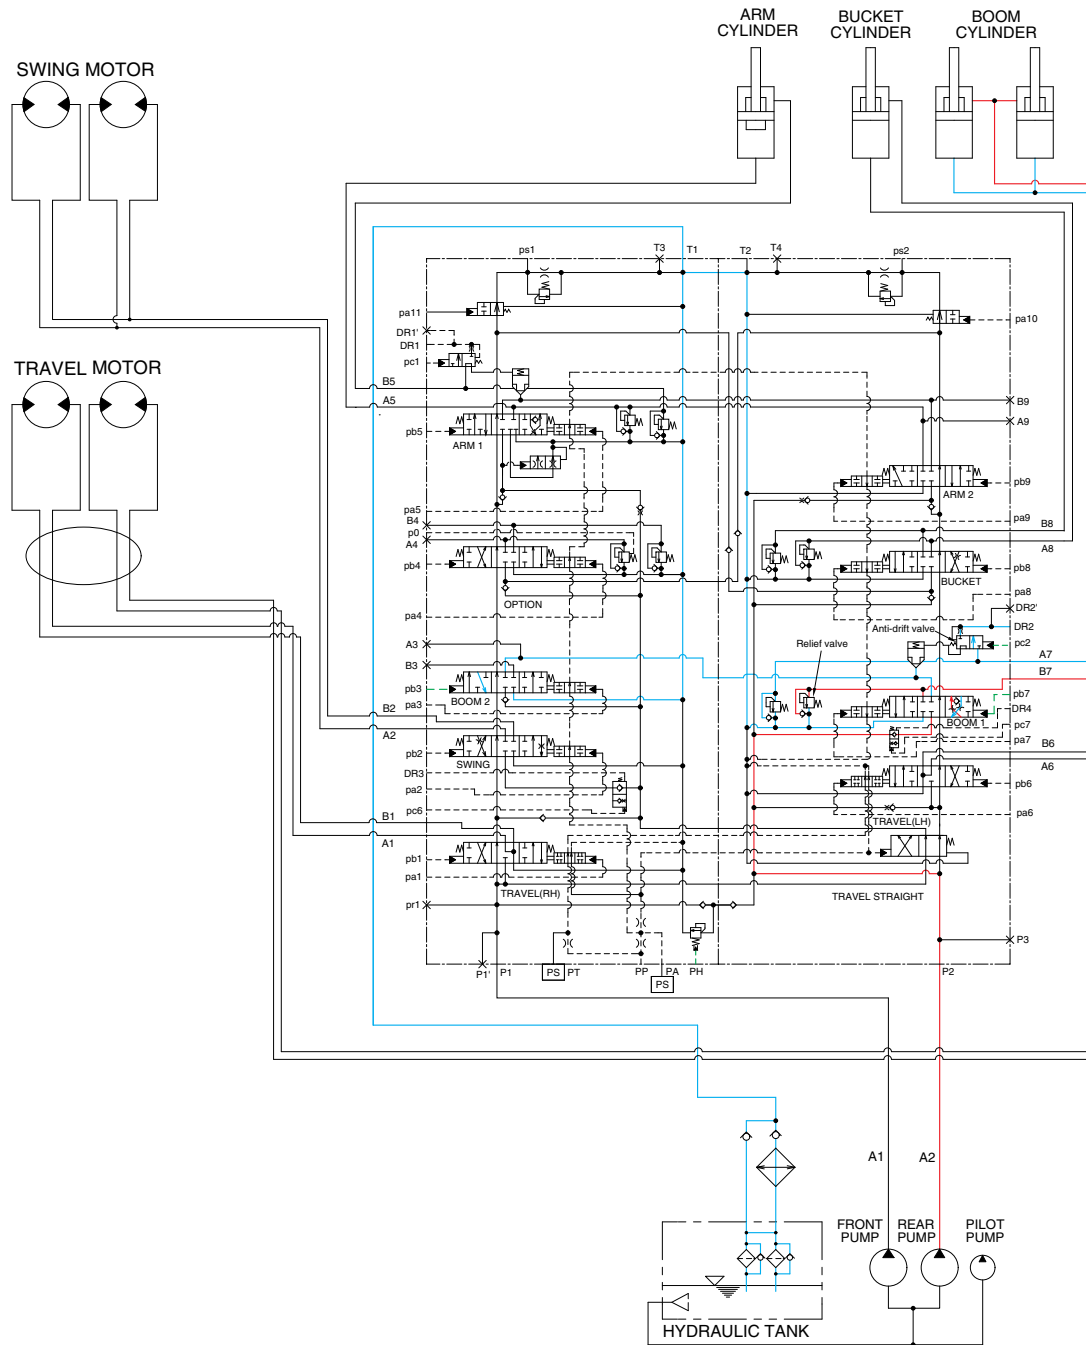 ARM
CYLINDER
BUCKET
CYLINDER
BOOM
CYLINDER
SWING MOTOR
TRAVEL MOTOR
ps1
T3
T1
T2
T4
ps2
pa11
pa10
DR1'
DR1
pc1
B5
A5
B9
A9
pb5
ARM 1
ARM 2
pb9
pa5
B4
p0
A4
pa9
B8
A8
pb4
pb8
BUCKET
OPTION
pa8
pa4
DR2'
DR2
Anti-drift valve
pc2
A3
Relief valve
A7
B3
B7
pb3
pb7
BOOM 2
pa3
BOOM 1
DR4
B2
pc7
A2
pa7
B6
pb2
SWING
A6
DR3
pb6
pa2
pc6
pa6
B1
TRAVEL(LH)
A1
pb1
pa1
TRAVEL(RH)
TRAVEL STRAIGHT
pr1
P3
P1'
P1
PS
PT
PP
PA
PH
P2
PS
A1
A2
FRONT
PUMP
REAR
PUMP
PILOT
PUMP
HYDRAULIC TANK